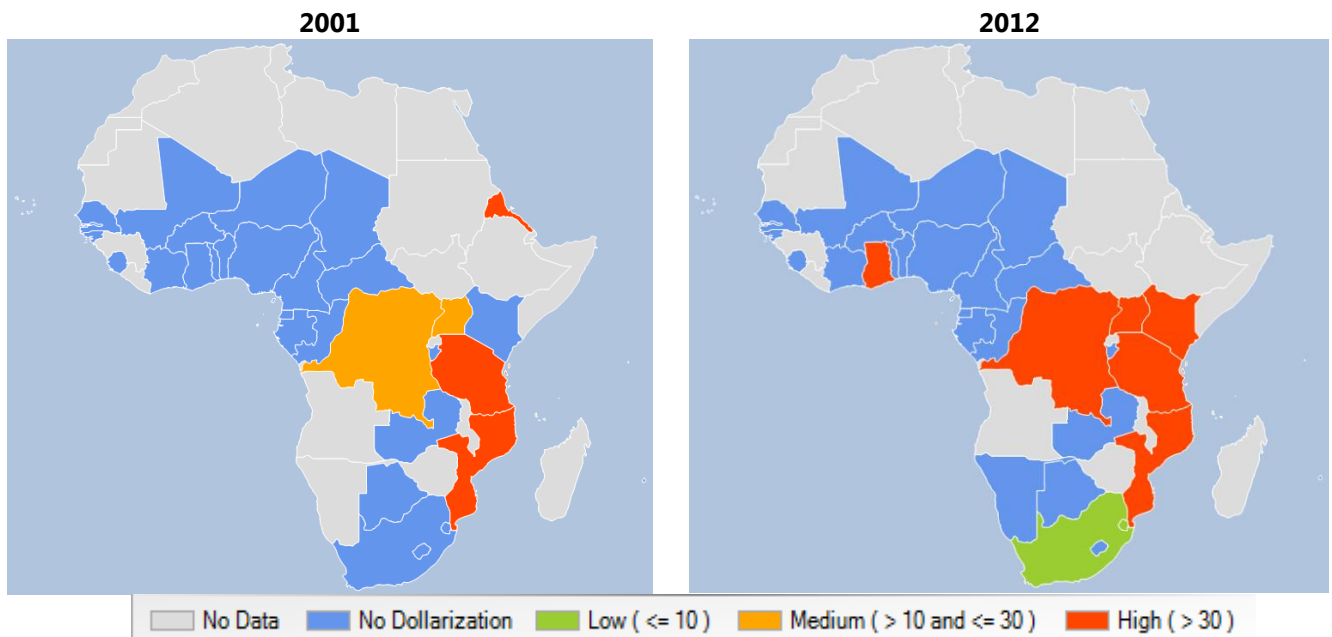 2001
2012
No Data No Dollarization Low ( <= 10 ) Medium ( > 10 and <= 30 ) High ( > 30 )